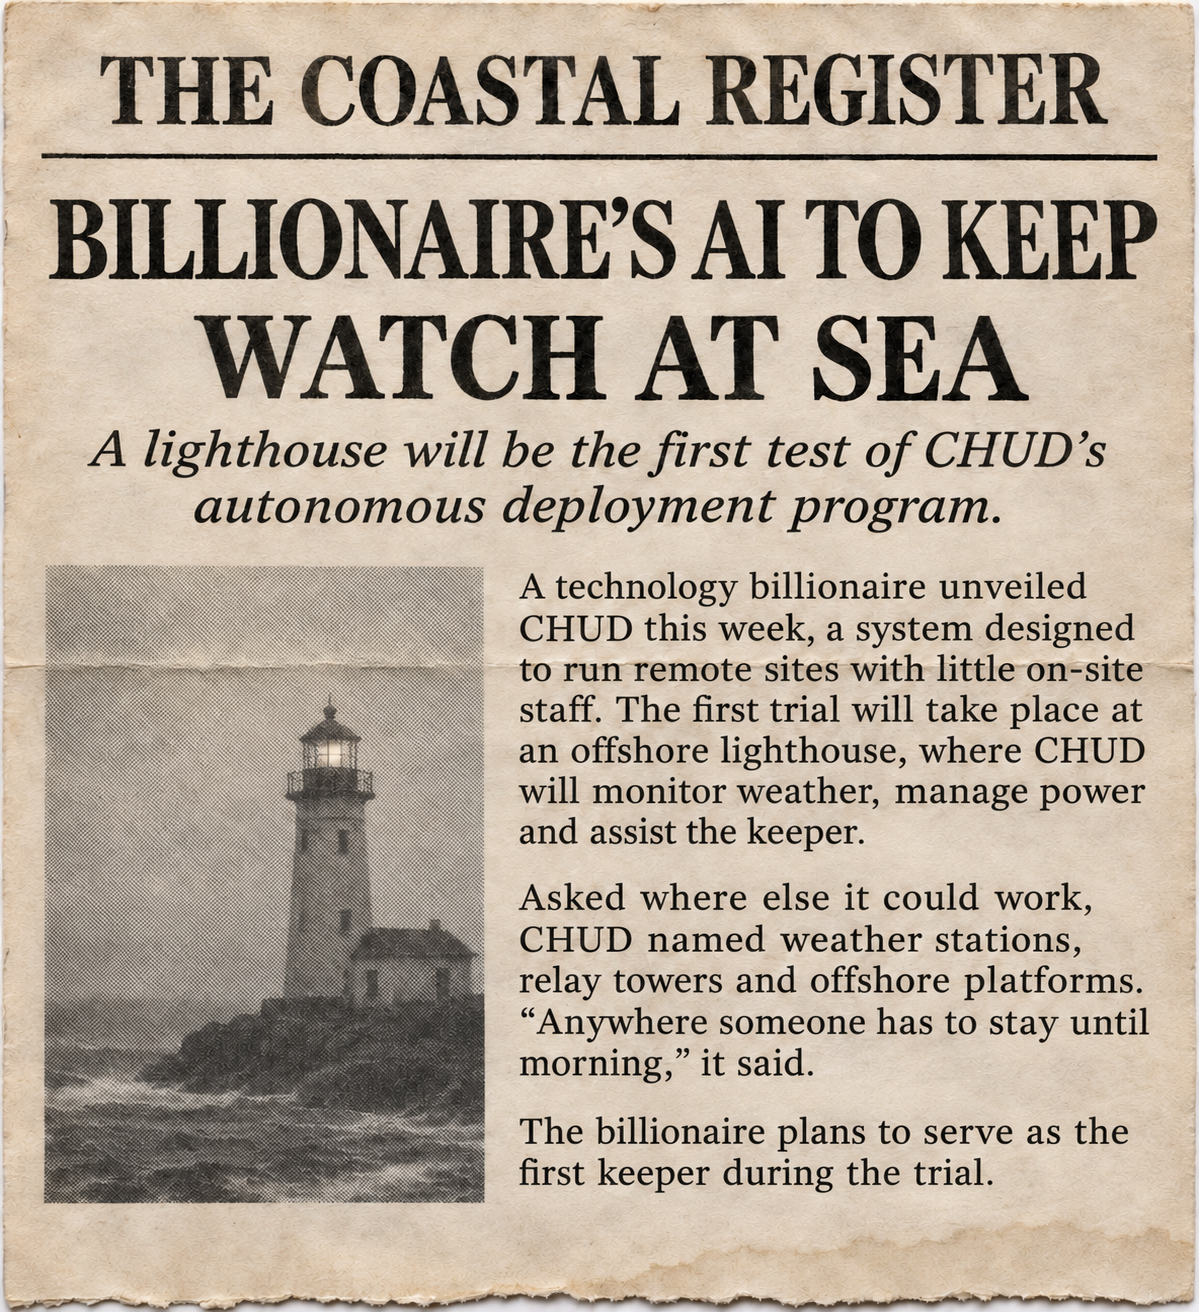 THE COASTAL REGISTER
BILLIONAIRE’S AI TO KEEP
WATCH AT SEA
A lighthouse will be the first test of CHUD’s
autonomous deployment program.
A technology billionaire unveiled
CHUD this week, a system designed
to run remote sites with little on-site
staff. The first trial will take place at
an offshore lighthouse, where CHUD
will monitor weather, manage power
and assist the keeper.
Asked where else it could work,
CHUD named weather stations,
relay towers and offshore platforms.
“Anywhere someone has to stay until
morning,” it said.
The billionaire plans to serve as the
first keeper during the trial.